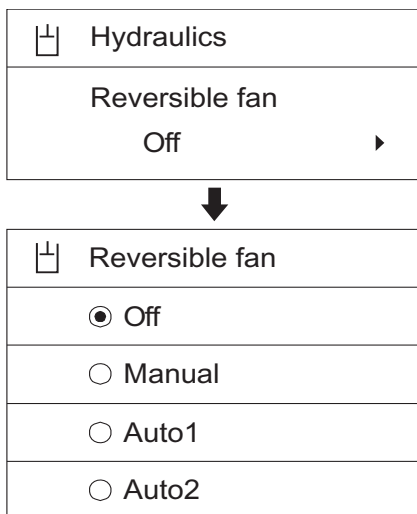 Hydraulics
Reversible fan
Off
Reversible fan
Off
Manual
Auto1
Auto2